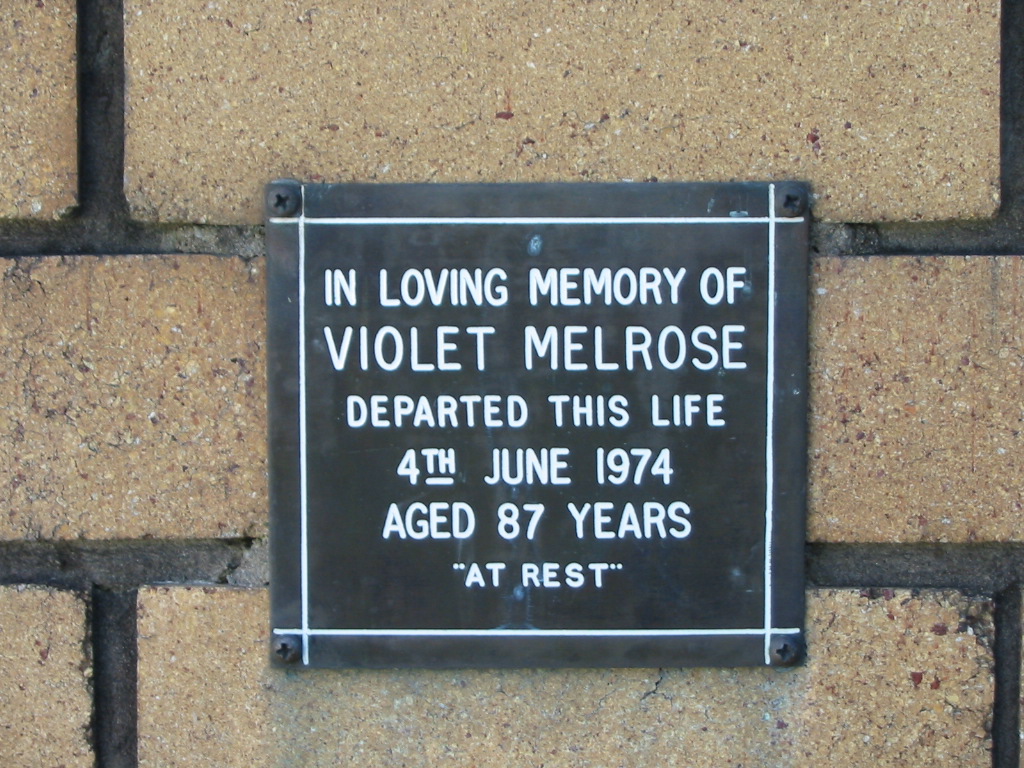 IN LOVING MEMORY OF
VIOLET MELROSE
DEPARTED THIS LIFE
4TH JUNE 1974
AGED 87 YEARS
"AT REST"